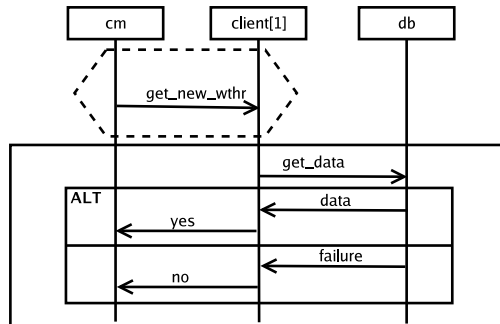 cm client[1] db
get_new_wthr
get_data
ALT
data
yes
failure
no